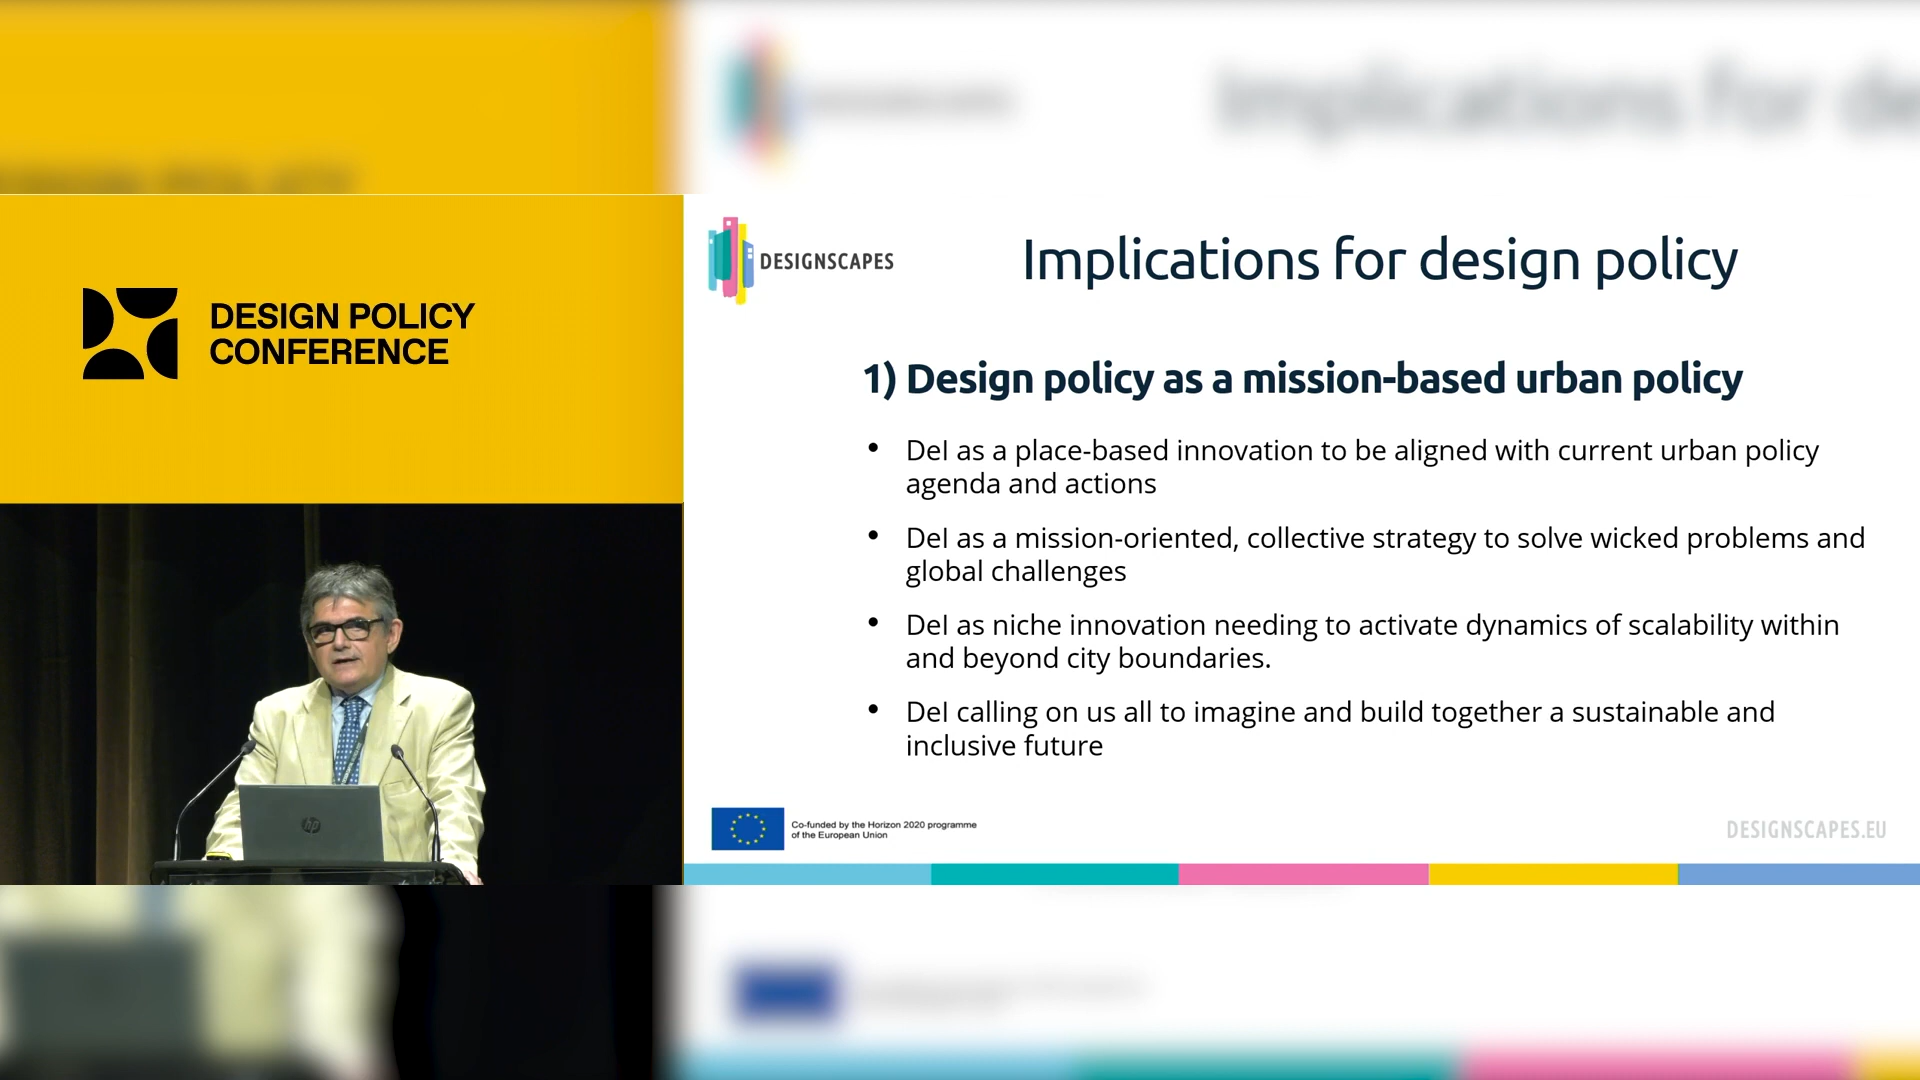 DESIGN POLICY
CONFERENCE
DESIGNSCAPES
Implications for design policy
1) Design policy as a mission-based urban policy
• DeI as a place-based innovation to be aligned with current urban policy
agenda and actions
• DeI as a mission-oriented, collective strategy to solve wicked problems and
global challenges
• DeI as niche innovation needing to activate dynamics of scalability within
and beyond city boundaries.
• DeI calling on us all to imagine and build together a sustainable and
inclusive future
Co-funded by the Horizon 2020 programme
of the European Union
DESIGNSCAPES.EU
hp
Implications for de